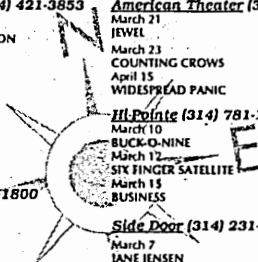 4) 421-3853
ON
1800
N
E
American Theater (3
March 21
JEWEL
March 23
COUNTING CROWS
April 15
WIDESPREAD PANIC
Hi-Pointe (314) 781-
March 10
BUCK-O-NINE
March 12
SIX FINGER SATELLITE
March 15
BUSINESS
Side Door (314) 231-
March 7
JANE JENSEN